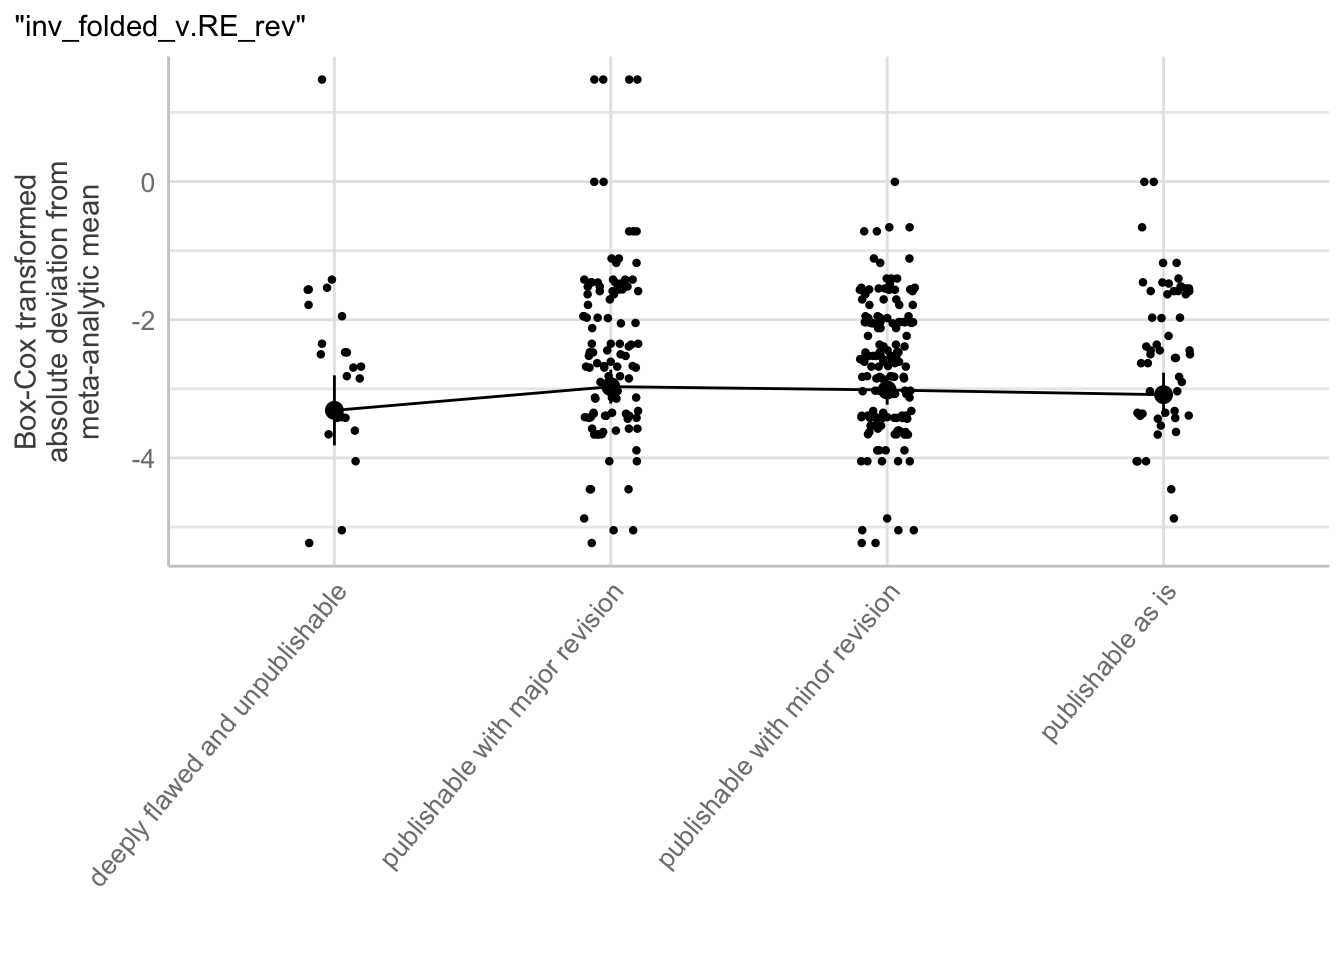 "inv_folded_v.RE_rev"
Box-Cox transformed
absolute deviation from
meta-analytic mean
0
-2
-4
deeply flawed and unpublishable
publishable with major revision
publishable with minor revision
publishable as is